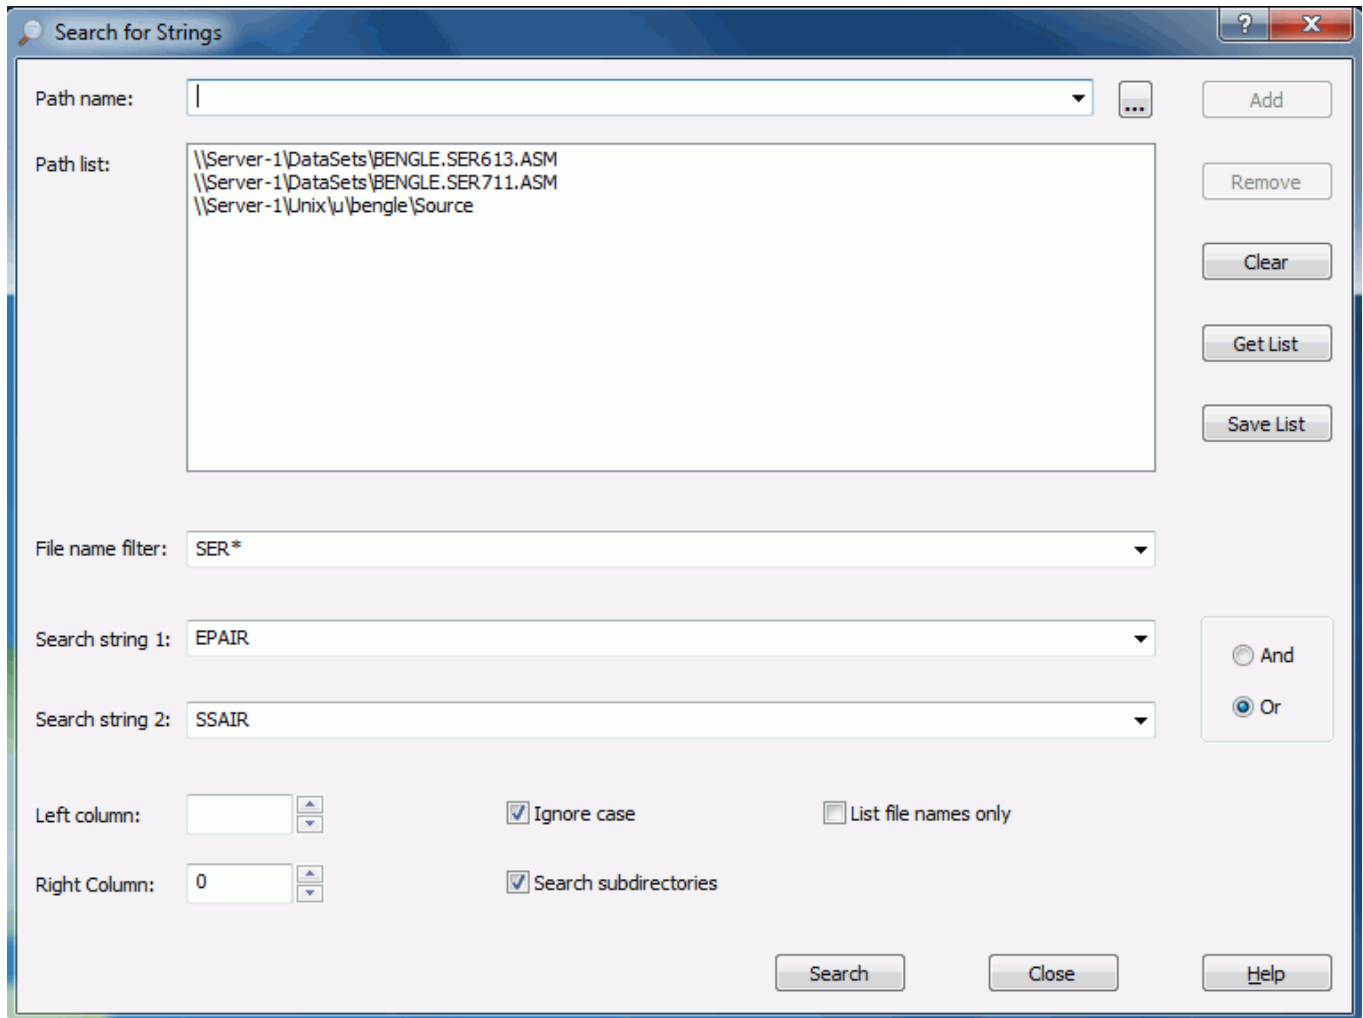 Search for Strings
?
Path name:
...
Add
Path list:
\\Server-1\DataSets\BENGLE.SER613.ASM
\\Server-1\DataSets\BENGLE.SER711.ASM
\\Server-1\Unix\u\bengle\Source
Remove
Clear
Get List
Save List
File name filter: SER*
Search string 1: EPAIR
And
Or
Search string 2: SSAIR
Left column:
Ignore case
List file names only
Right Column: 0
Search subdirectories
Search
Close
Help